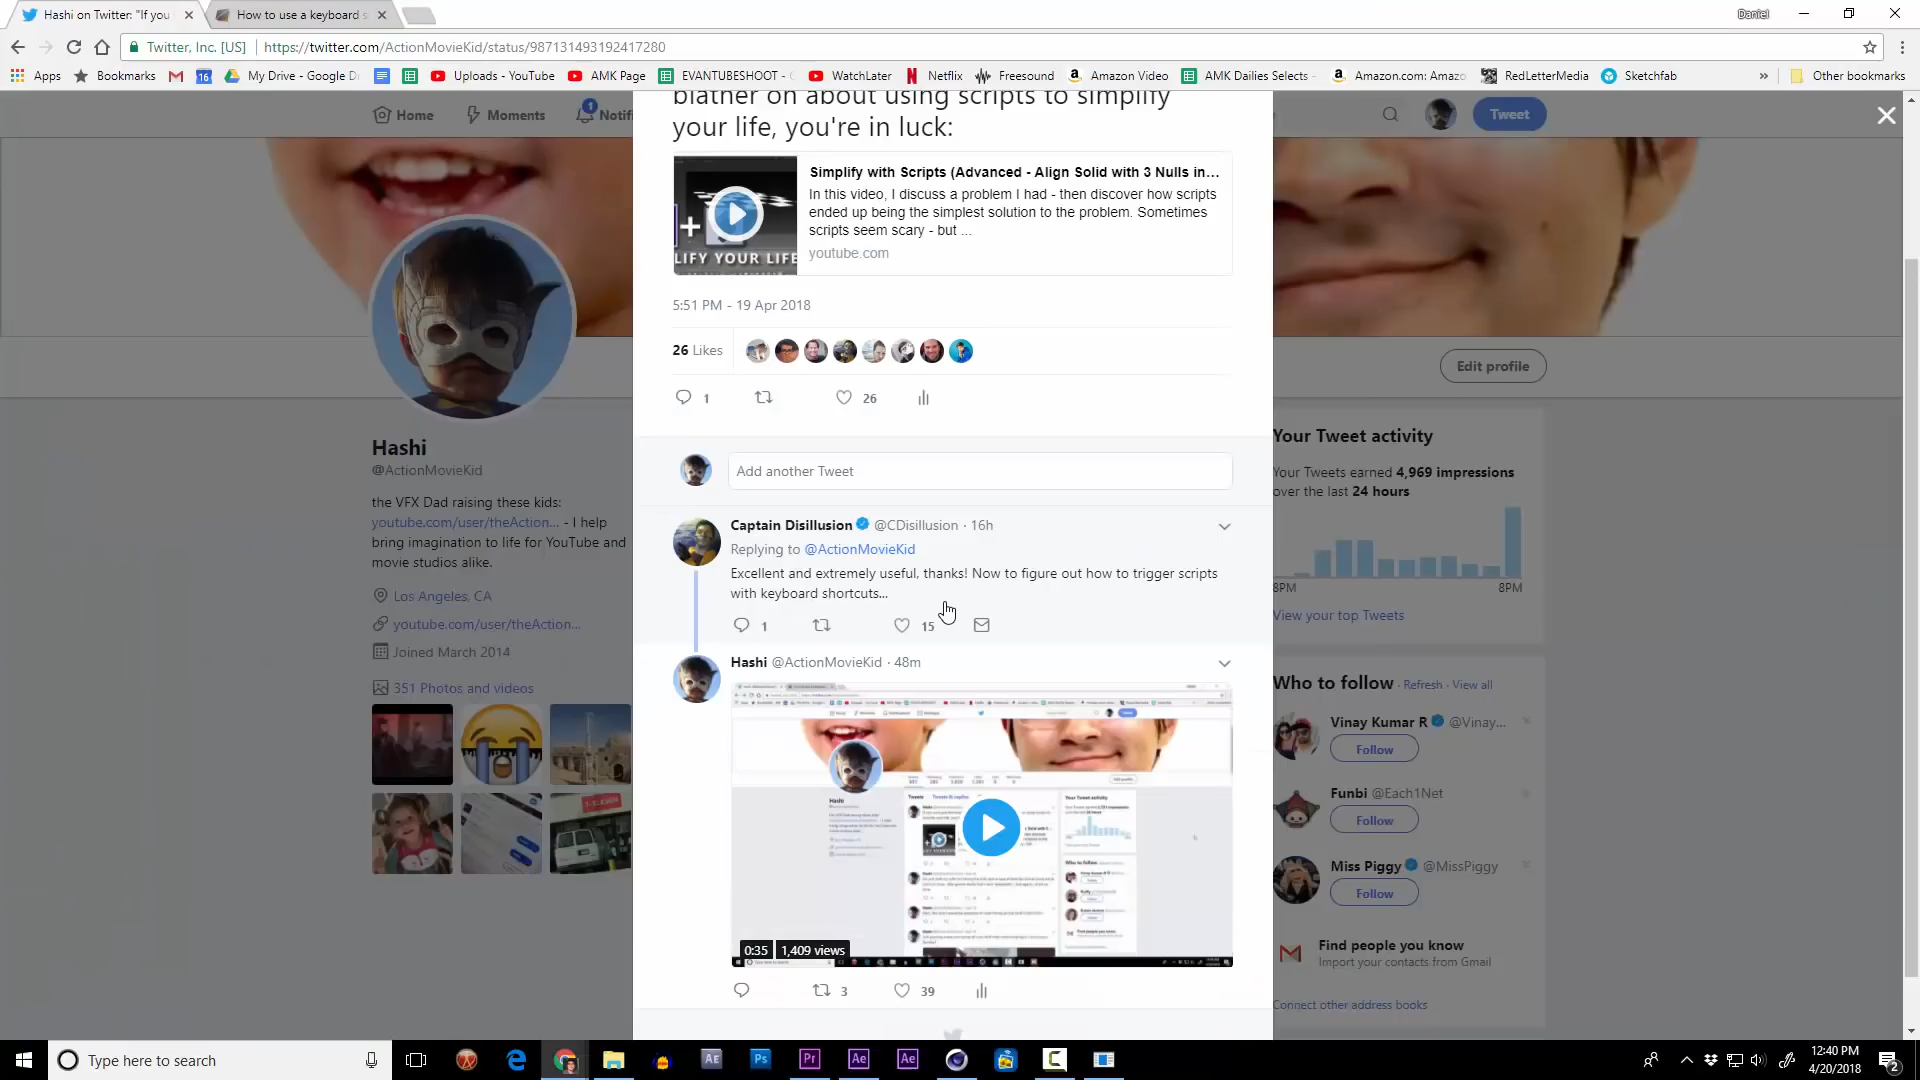 Hashi on Twitter: "If you
How to use a keyboard s
Daniel
Twitter, Inc. [US]
https://twitter.com/ActionMovieKid/status/987131493192417280
Apps
Bookmarks
16
My Drive - Google D
Uploads - YouTube
AMK Page
EVANTUBESHOOT -
WatchLater
Netflix
Freesound
Amazon Video
AMK Dailies Selects -
Amazon.com: Amazo
RedLetterMedia
Sketchfab
»
Other bookmarks
Home
Moments
1
Notifi
Tweet
blather on about using scripts to simplify
your life, you're in luck:
LIFY YOUR LIFE
Simplify with Scripts (Advanced - Align Solid with 3 Nulls in...
In this video, I discuss a problem I had - then discover how scripts
ended up being the simplest solution to the problem. Sometimes
scripts seem scary - but ...
youtube.com
5:51 PM - 19 Apr 2018
26 Likes
1
26
Add another Tweet
Captain Disillusion @CDisillusion · 16h
Replying to @ActionMovieKid
Excellent and extremely useful, thanks! Now to figure out how to trigger scripts
with keyboard shortcuts...
1
15
Hashi @ActionMovieKid · 48m
0:35
1,409 views
3
39
Hashi
@ActionMovieKid
the VFX Dad raising these kids:
youtube.com/user/theAction... - I help
bring imagination to life for YouTube and
movie studios alike.
Los Angeles, CA
youtube.com/user/theAction...
Joined March 2014
351 Photos and videos
Edit profile
Your Tweet activity
Your Tweets earned 4,969 impressions
over the last 24 hours
8PM
8PM
View your top Tweets
Who to follow · Refresh · View all
Vinay Kumar R @Vinay...
Follow
Funbi @Each1Net
Follow
Miss Piggy @MissPiggy
Follow
Find people you know
Import your contacts from Gmail
Connect other address books
Type here to search
AE
Ps
Pr
Ae
Ae
12:40 PM
4/20/2018
2